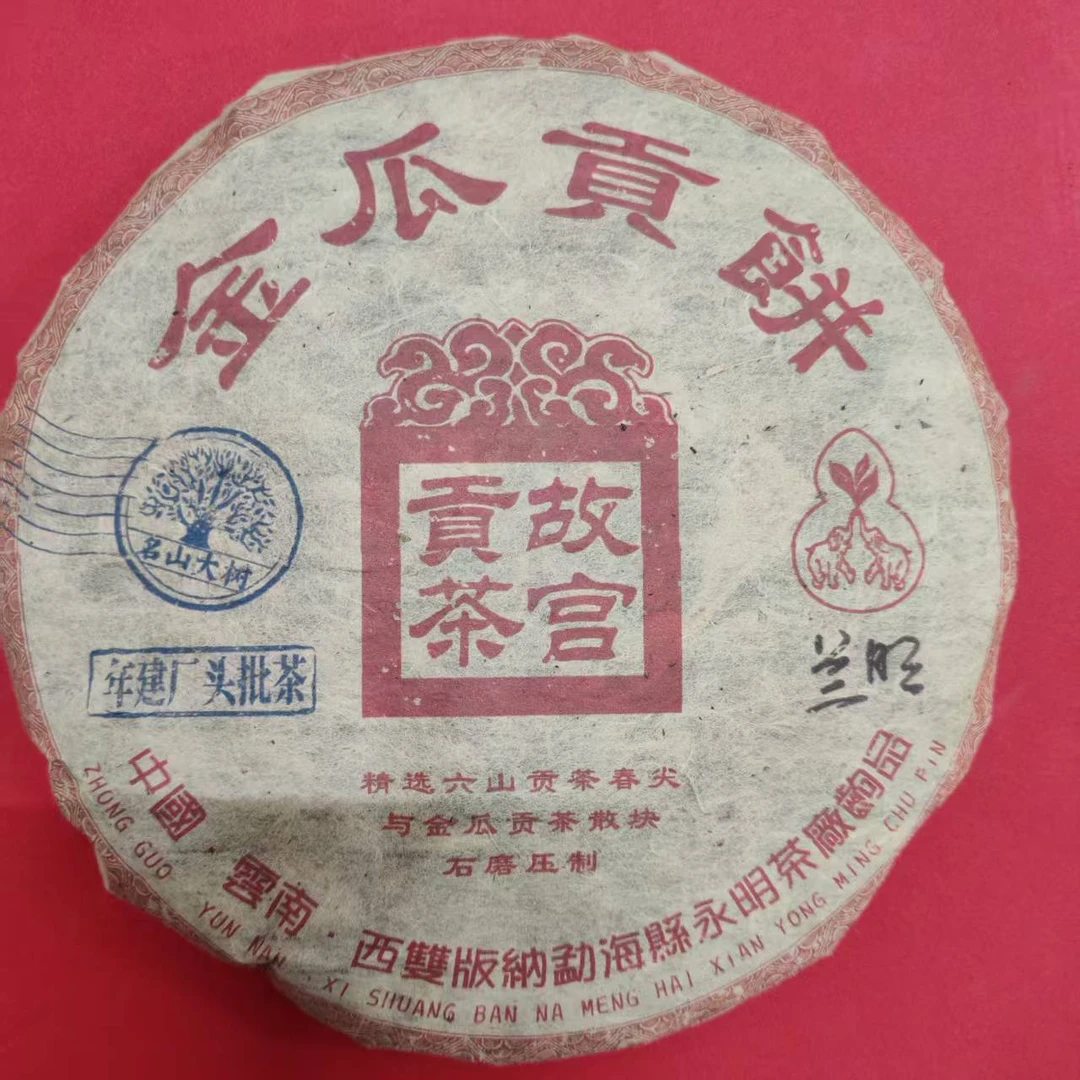 金瓜貢餅
故宫
貢茶
名山大树
年建厂头批茶
兰
精选六山贡茶春尖
与金瓜贡茶散块
石磨压制
中國 雲南·西雙版納勐海縣永明茶廠齣品
ZHONG GUO YUN NAN · XI SHUANG BAN NA MENG HAI XIAN YONG MING CHU PIN